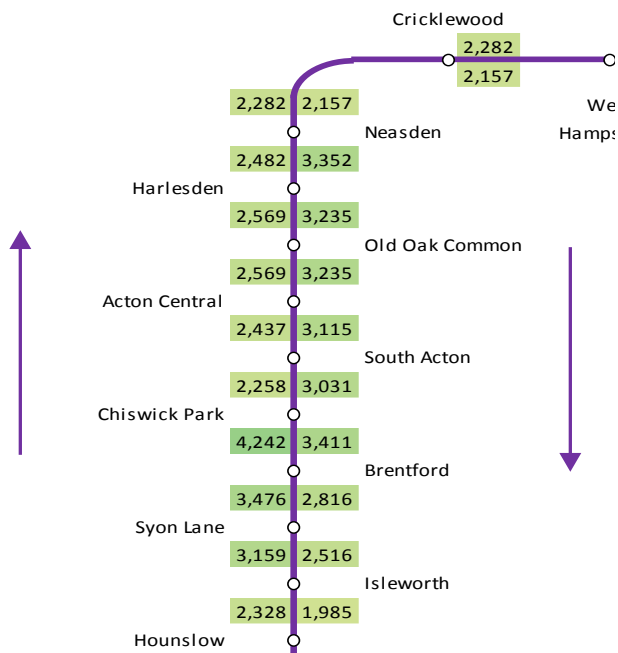 Cricklewood
2,282
2,157
We
Hamps
2,282 2,157
Neasden
2,482 3,352
Harlesden
2,569 3,235
Old Oak Common
2,569 3,235
Acton Central
2,437 3,115
South Acton
2,258 3,031
Chiswick Park
4,242 3,411
Brentford
3,476 2,816
Syon Lane
3,159 2,516
Isleworth
2,328 1,985
Hounslow